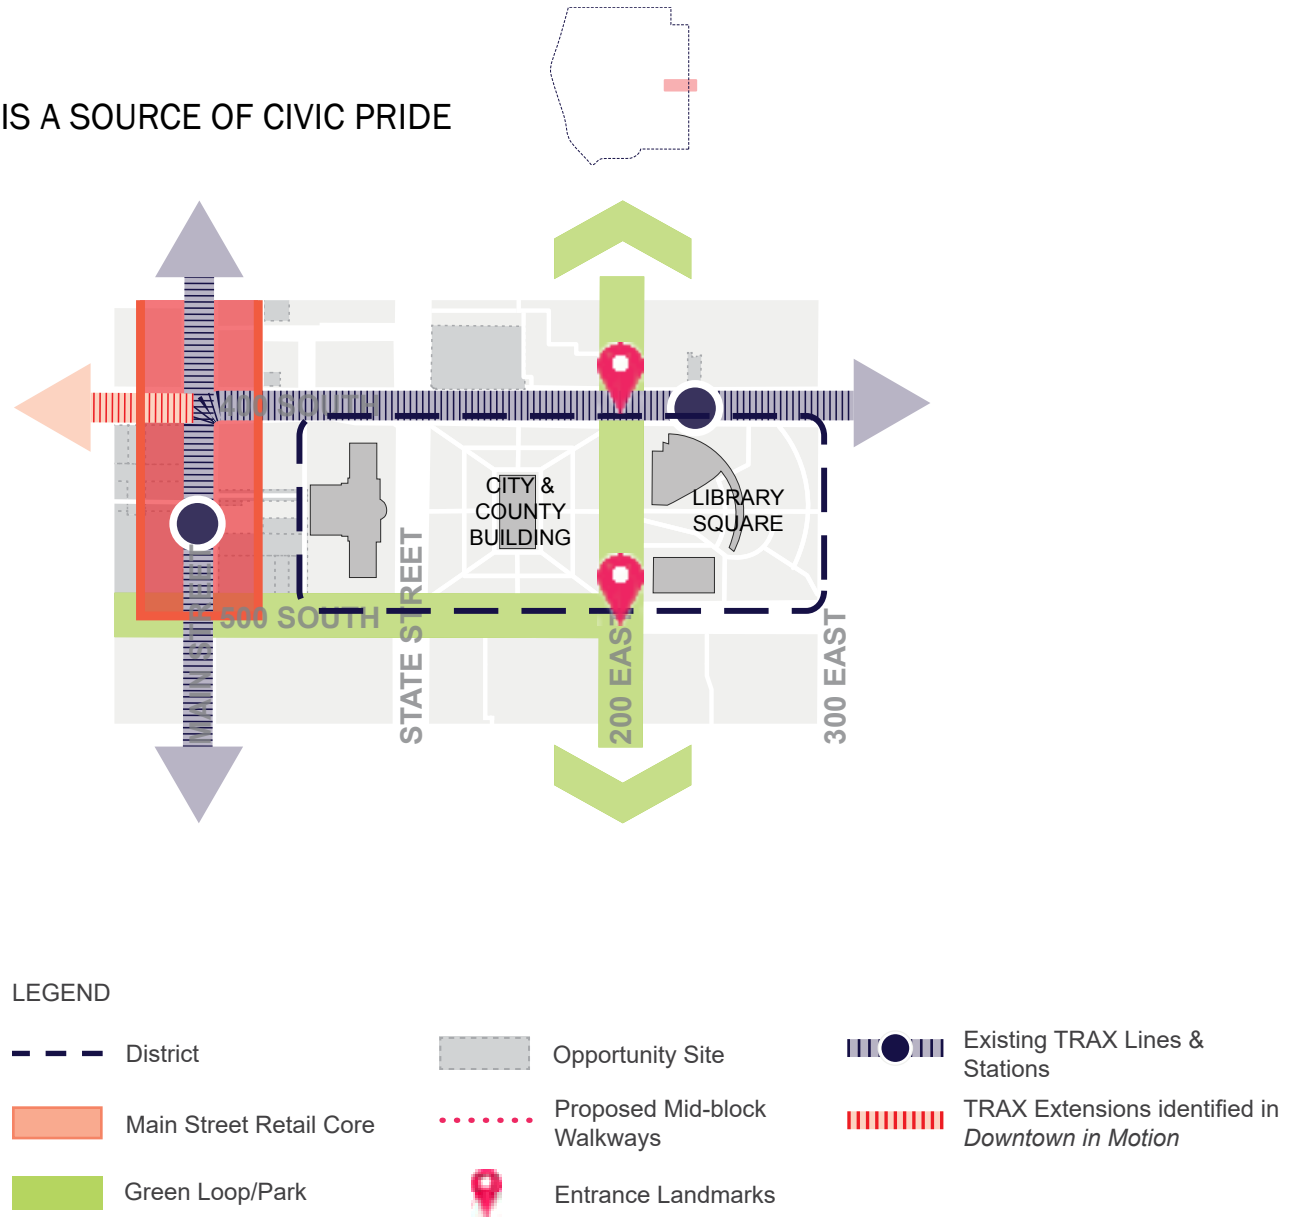 IS A SOURCE OF CIVIC PRIDE
400 SOUTH
CITY &
COUNTY
BUILDING
LIBRARY
SQUARE
500 SOUTH
MAIN STREET
STATE STREET
200 EAST
300 EAST
LEGEND
District
Main Street Retail Core
Green Loop/Park
Opportunity Site
Proposed Mid-block
Walkways
Entrance Landmarks
Existing TRAX Lines &
Stations
TRAX Extensions identified in
Downtown in Motion